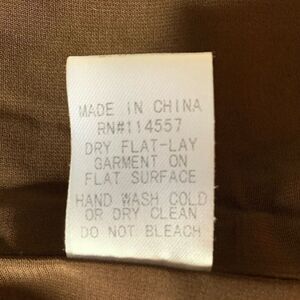 MADE IN CHINA
RN#114557
DRY FLAT-LAY
GARMENT ON
FLAT SURFACE
HAND WASH COLD
OR DRY CLEAN
DO NOT BLEACH